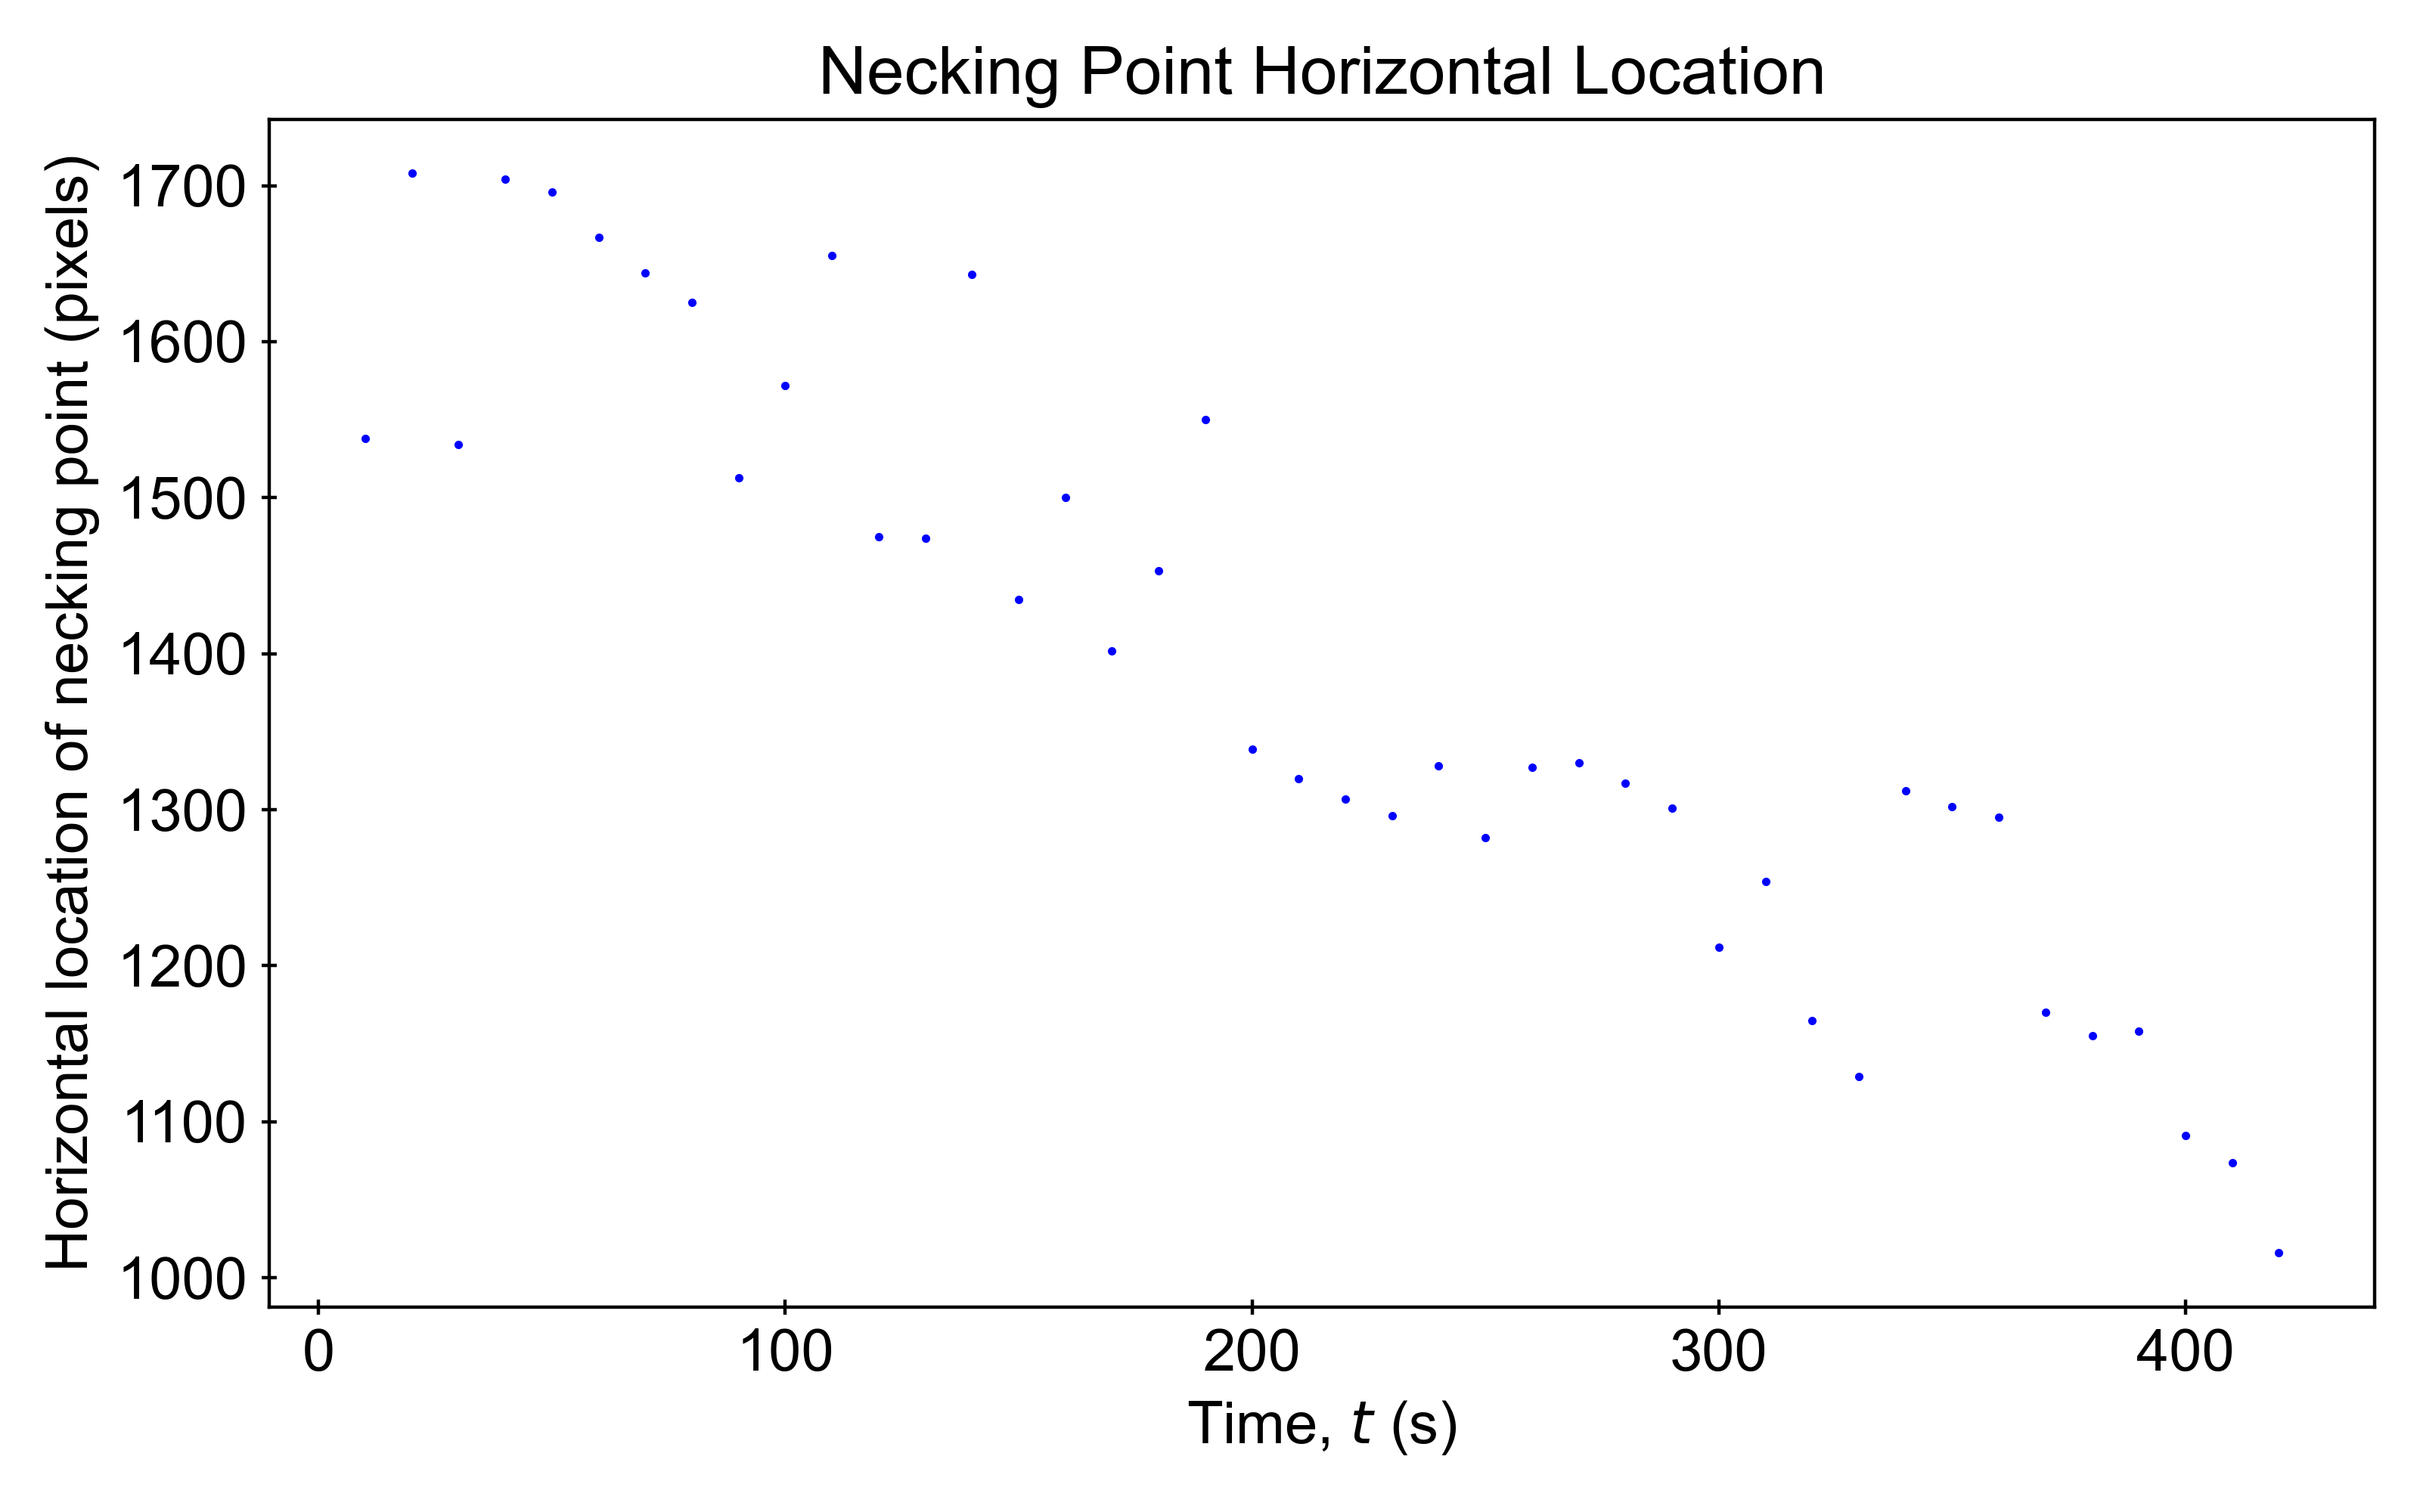 Necking Point Horizontal Location
Horizontal location of necking point (pixels)
1700
1600
1500
1400
1300
1200
1100
1000
0 100 200 300 400
Time, t (s)